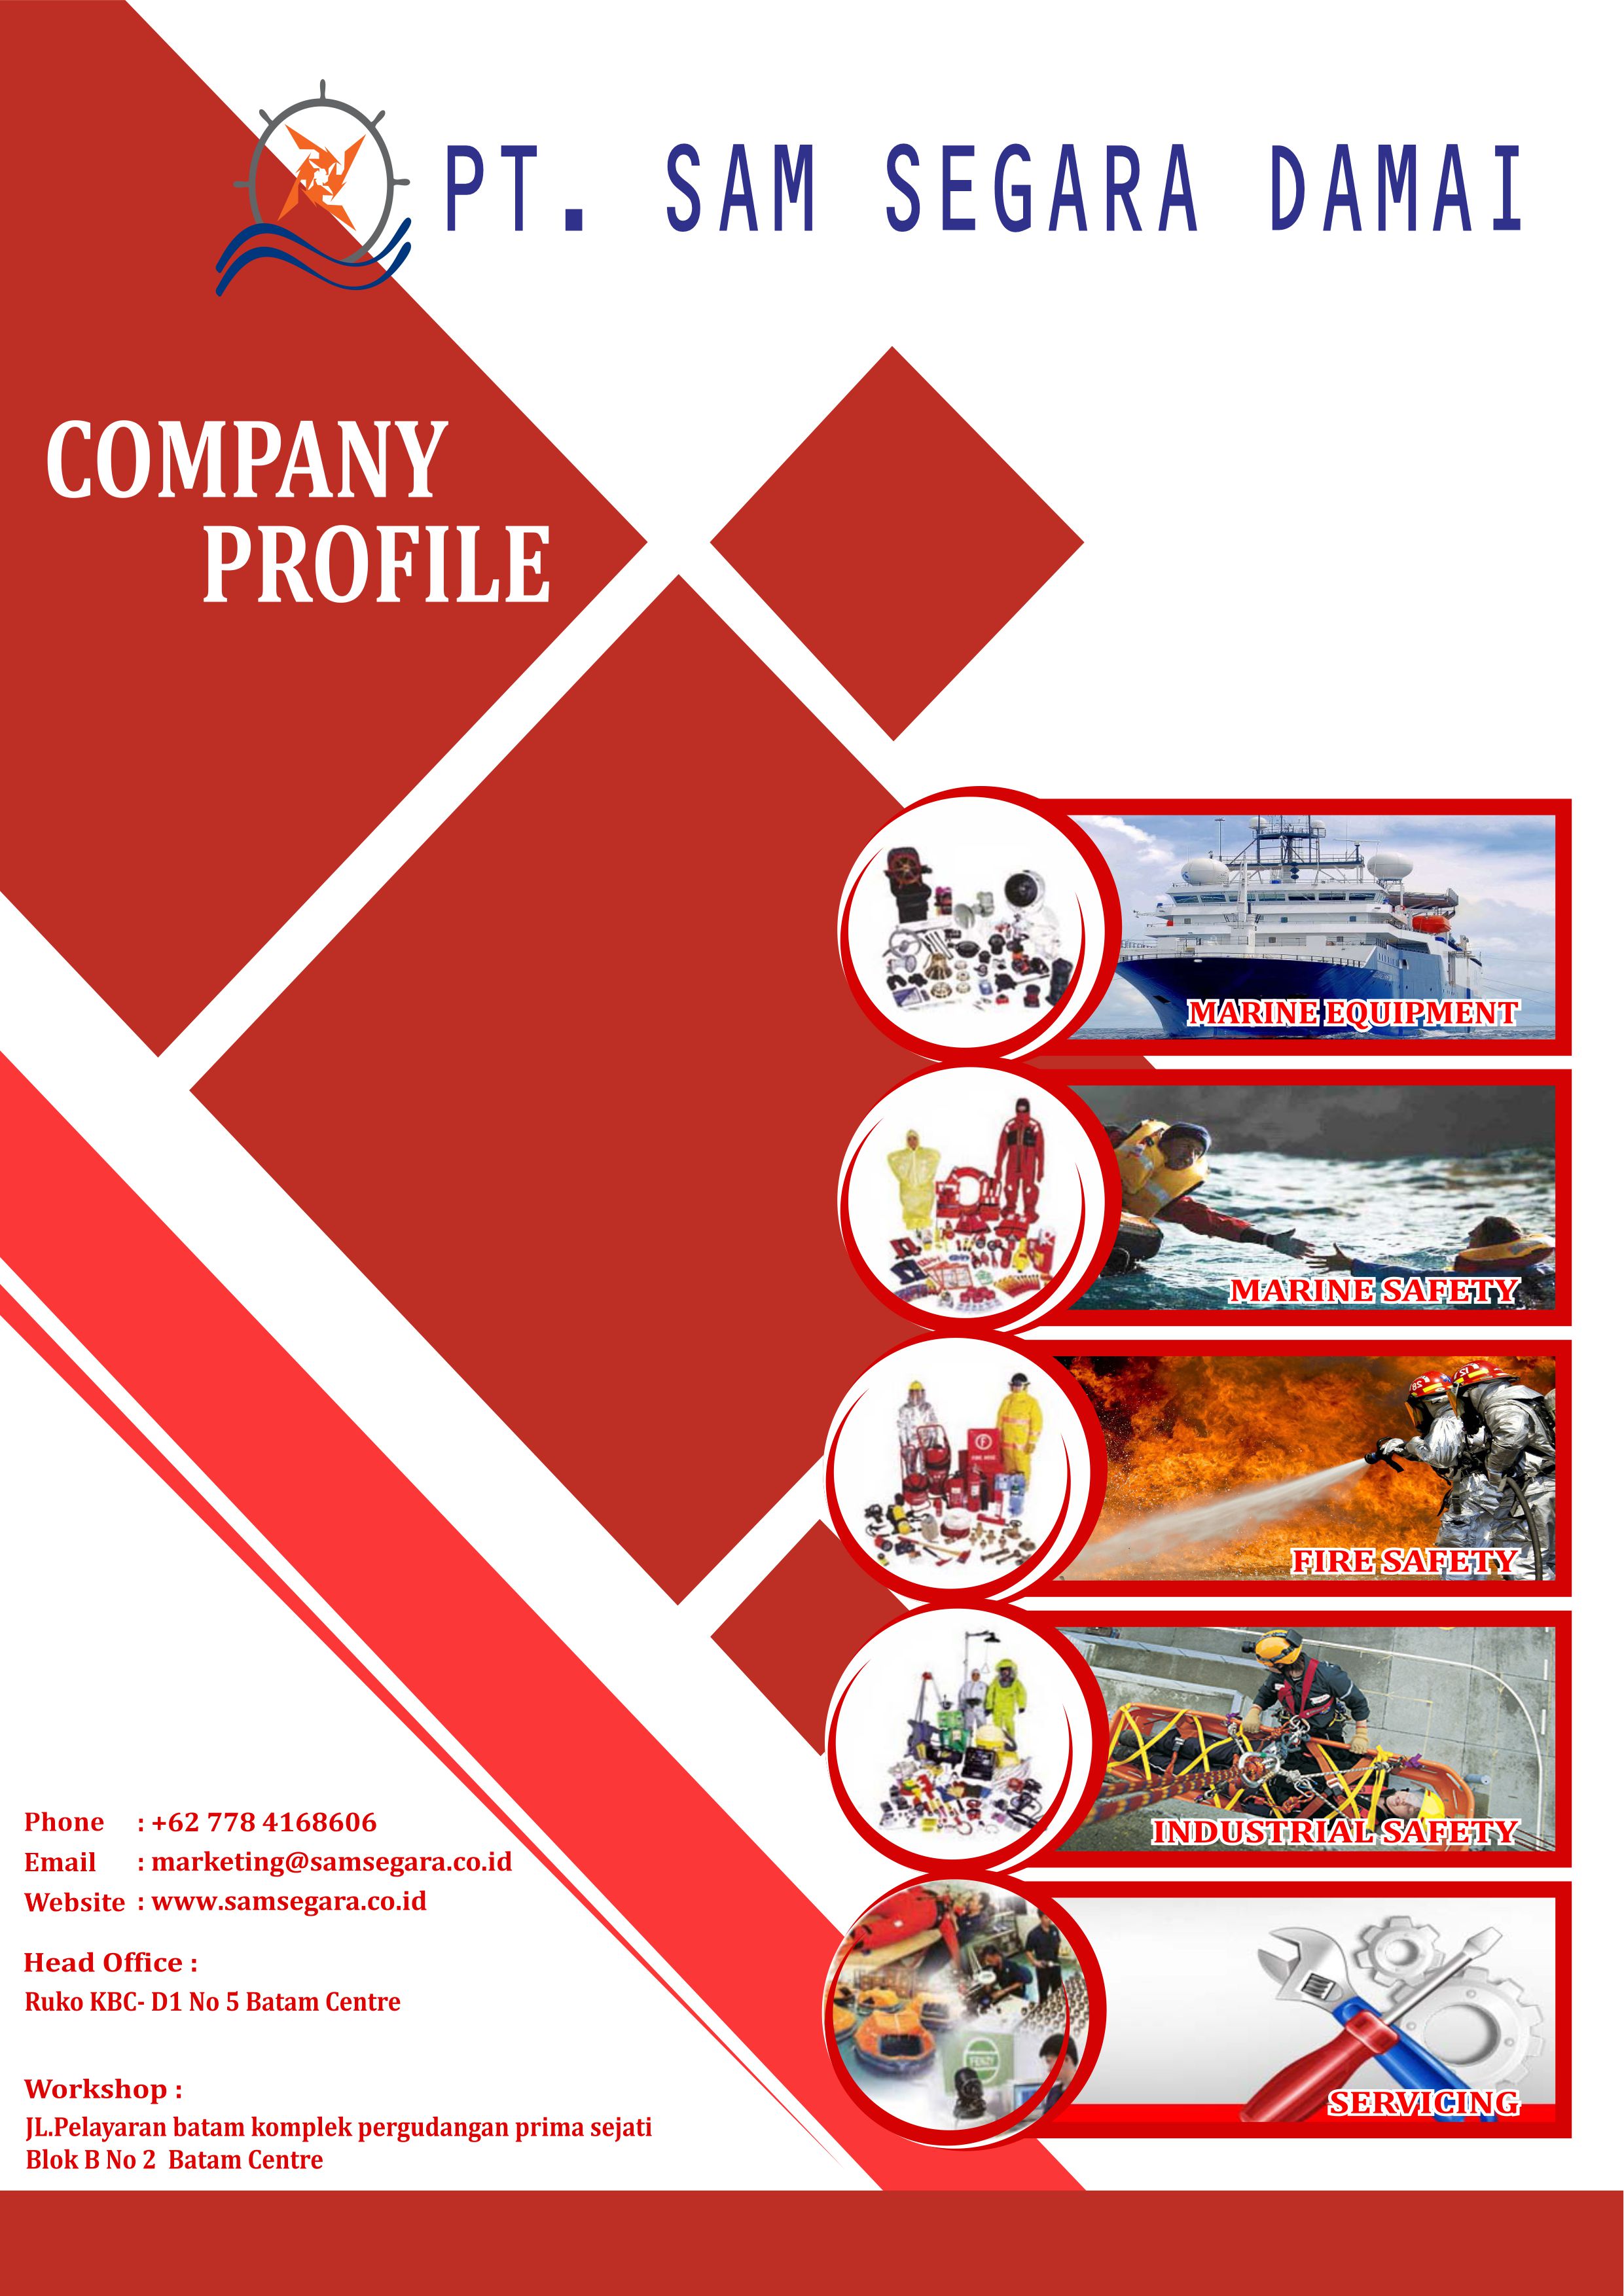 PT. SAM SEGARA DAMAI
COMPANY
PROFILE
MARINE EQUIPMENT
MARINE SAFETY
FIRE SAFETY
INDUSTRIAL SAFETY
SERVICING
Phone : +62 778 4168606
Email : marketing@samsegara.co.id
Website : www.samsegara.co.id
Head Office :
Ruko KBC- D1 No 5 Batam Centre
Workshop :
JL.Pelayaran batam komplek pergudangan prima sejati
Blok B No 2 Batam Centre